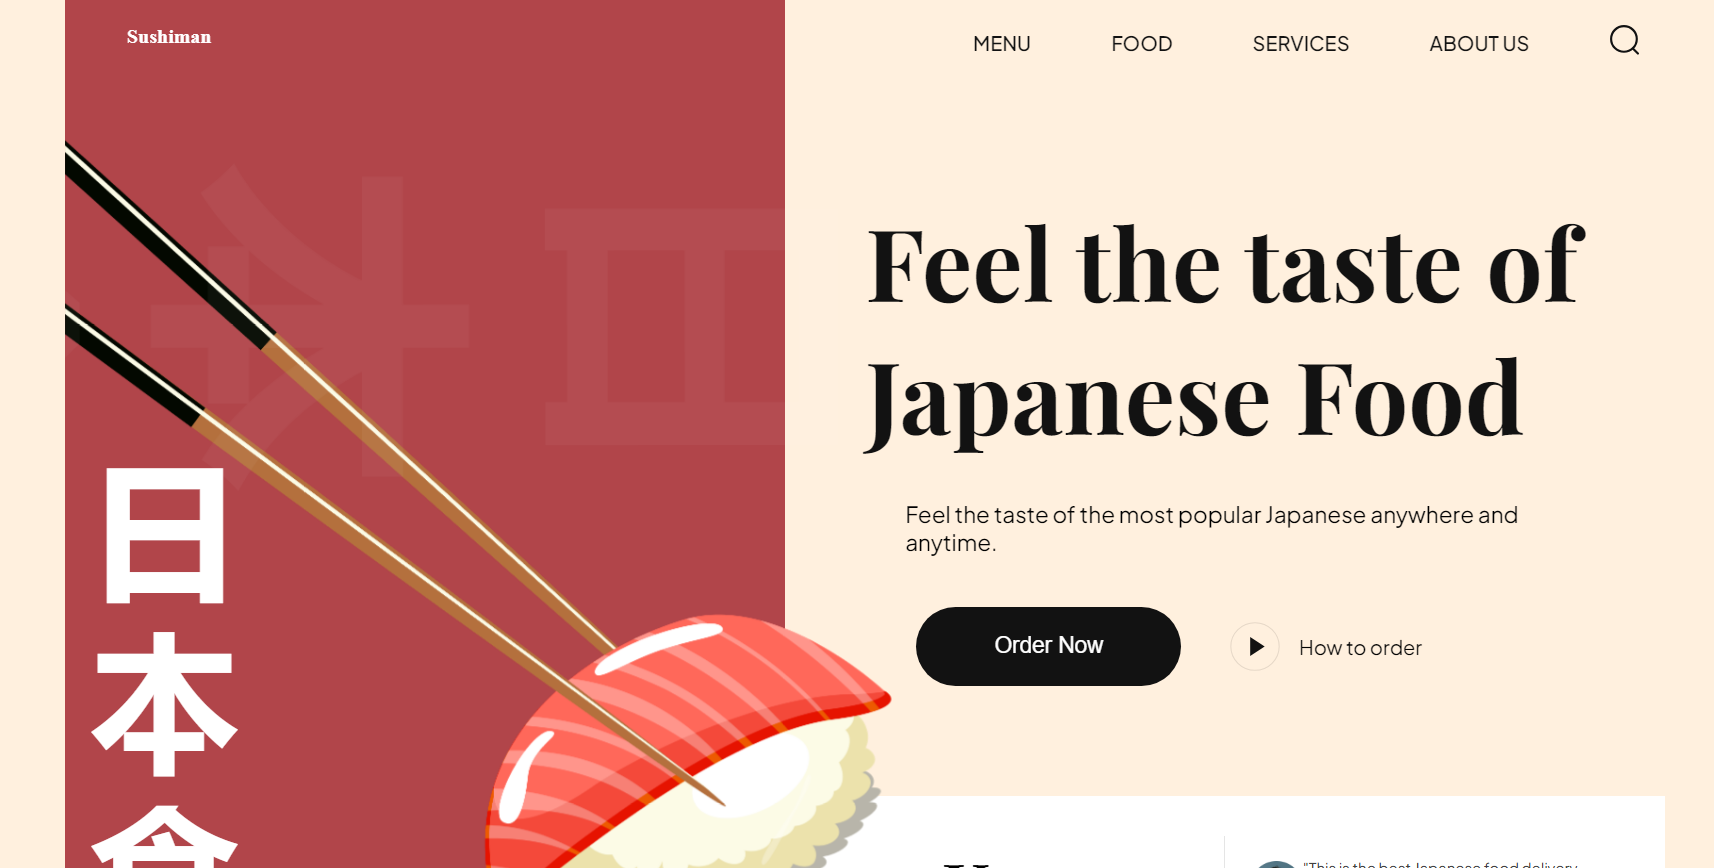 Sushiman
MENU
FOOD
SERVICES
ABOUT US
日
本
食
Feel the taste of
Japanese Food
Feel the taste of the most popular Japanese anywhere and
anytime.
Order Now
How to order
"This is the best Japanese food delivery